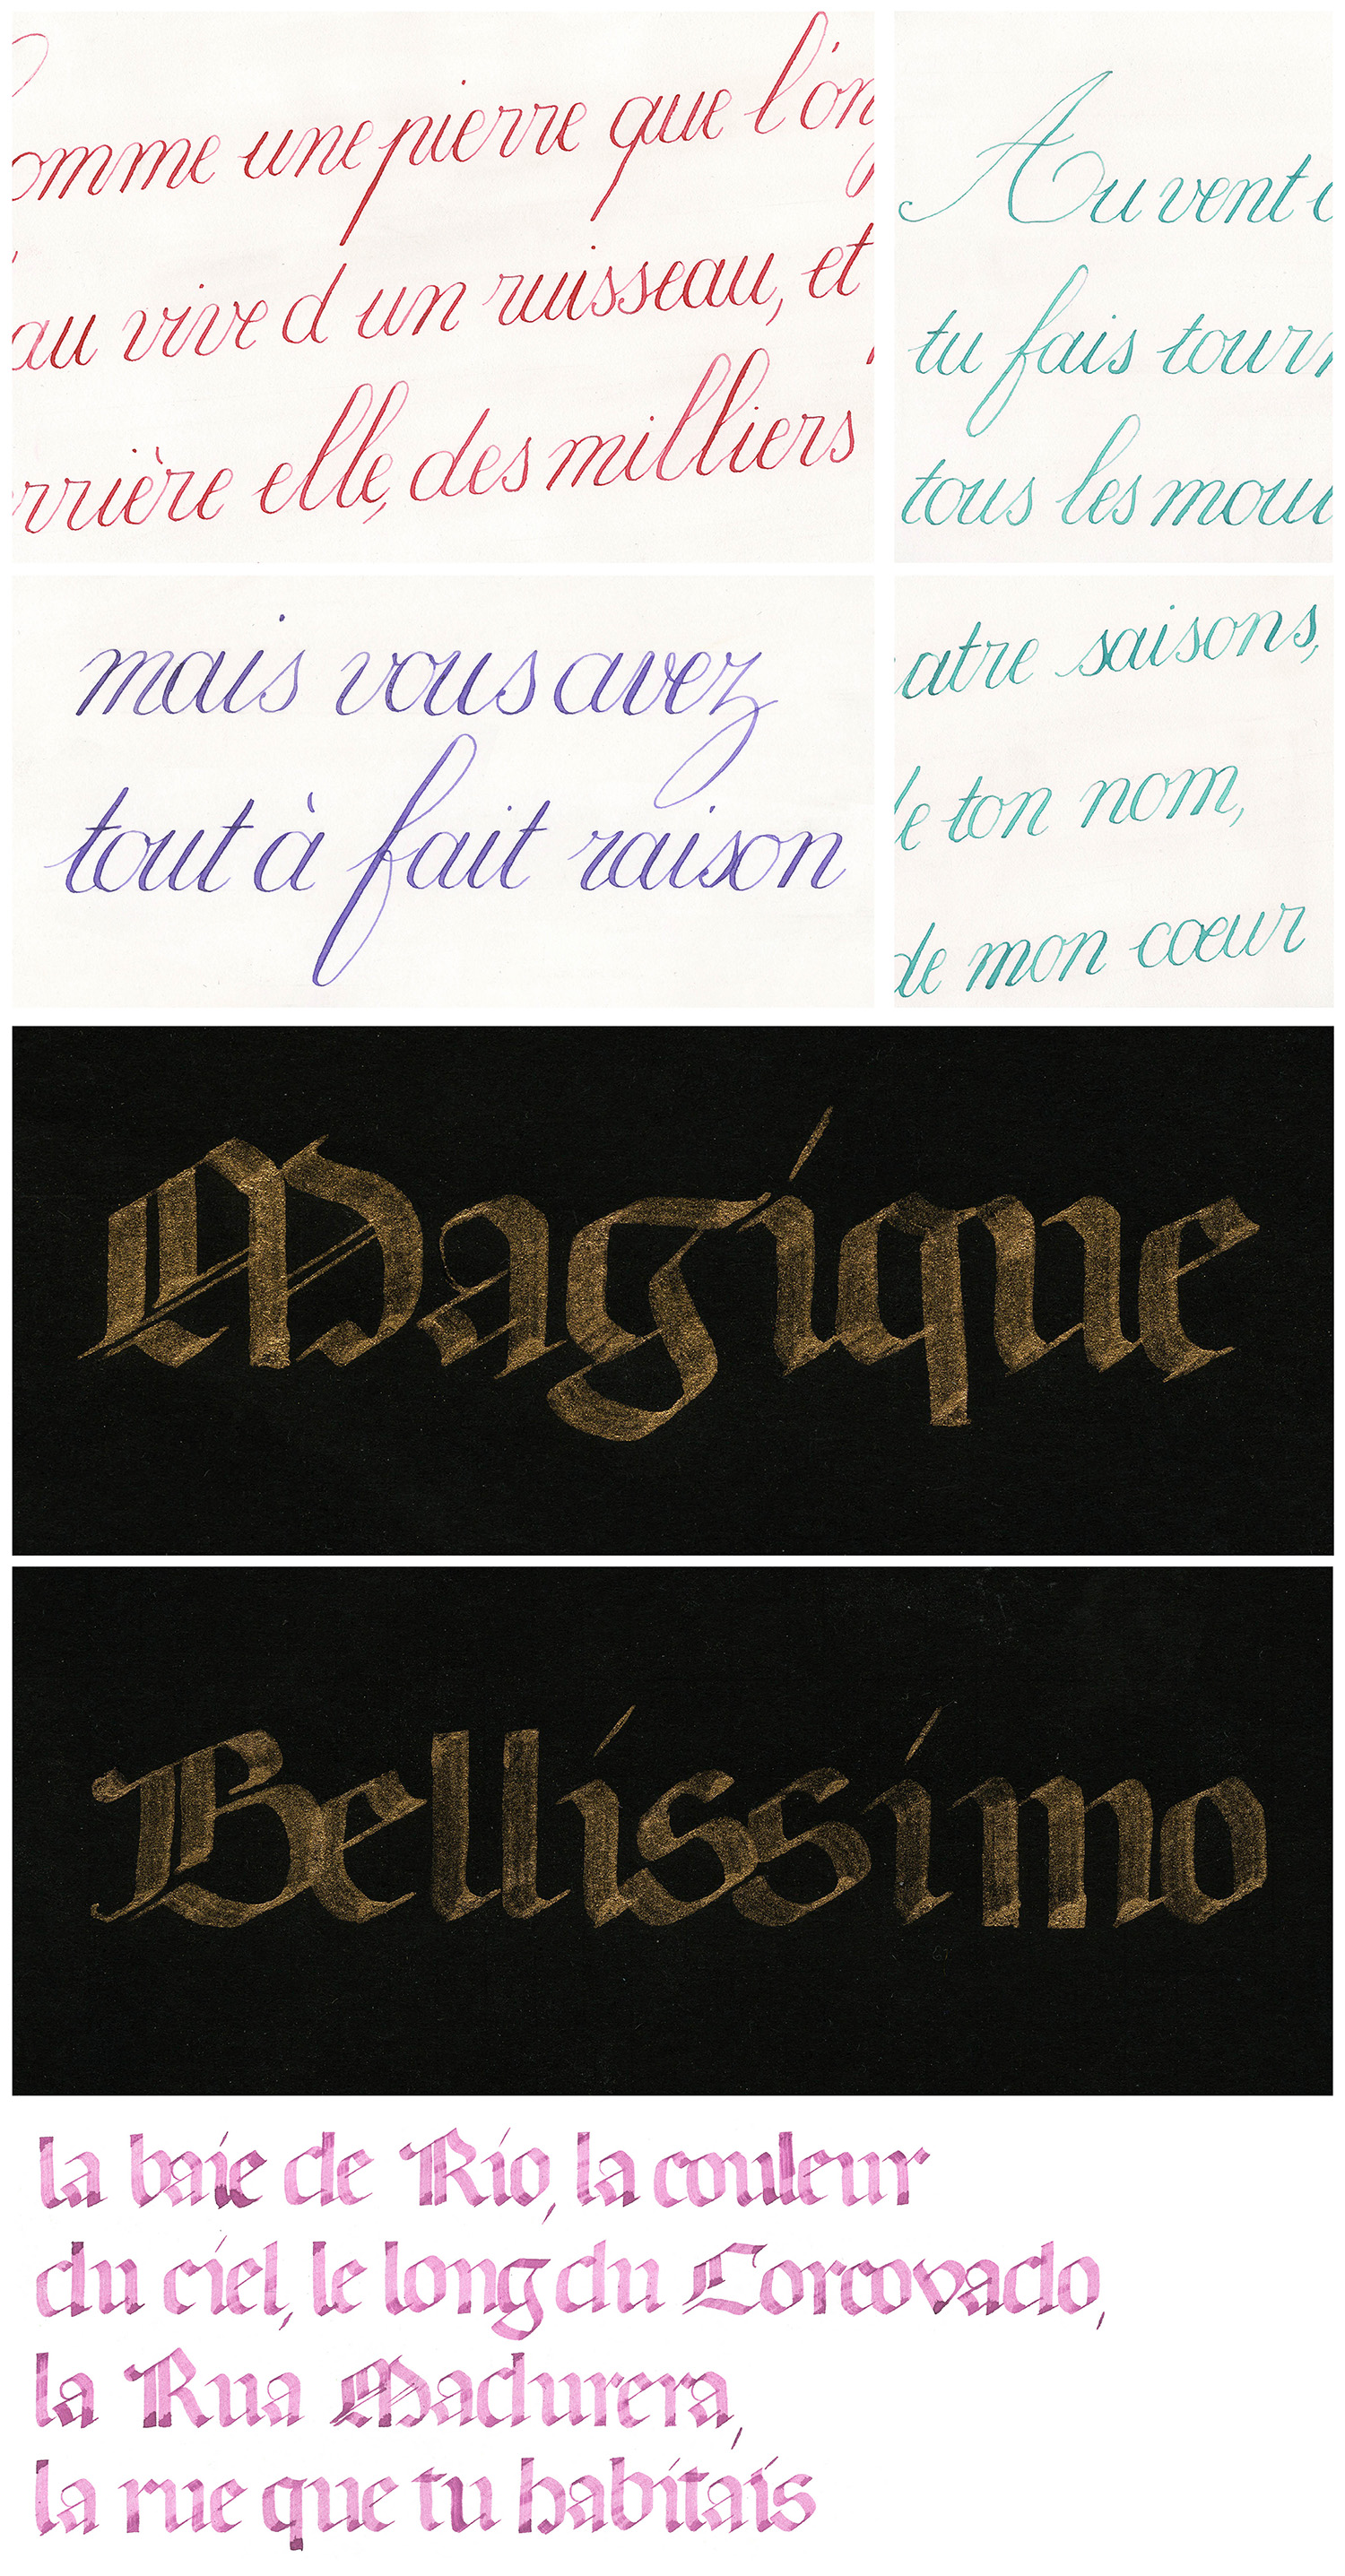 omme une pierre que l'on
au vive d un ruisseau, et
rrière elle, des milliers
Au vent
tu fais tourn
tous les mou
mais vous avez
tout à fait raison
atre saisons,
de ton nom,
de mon cœur
Magique
Bellissimo
la baie de Rio, la couleur
du ciel, le long du Corcovado,
la Rua Madurera,
la rue que tu habitais